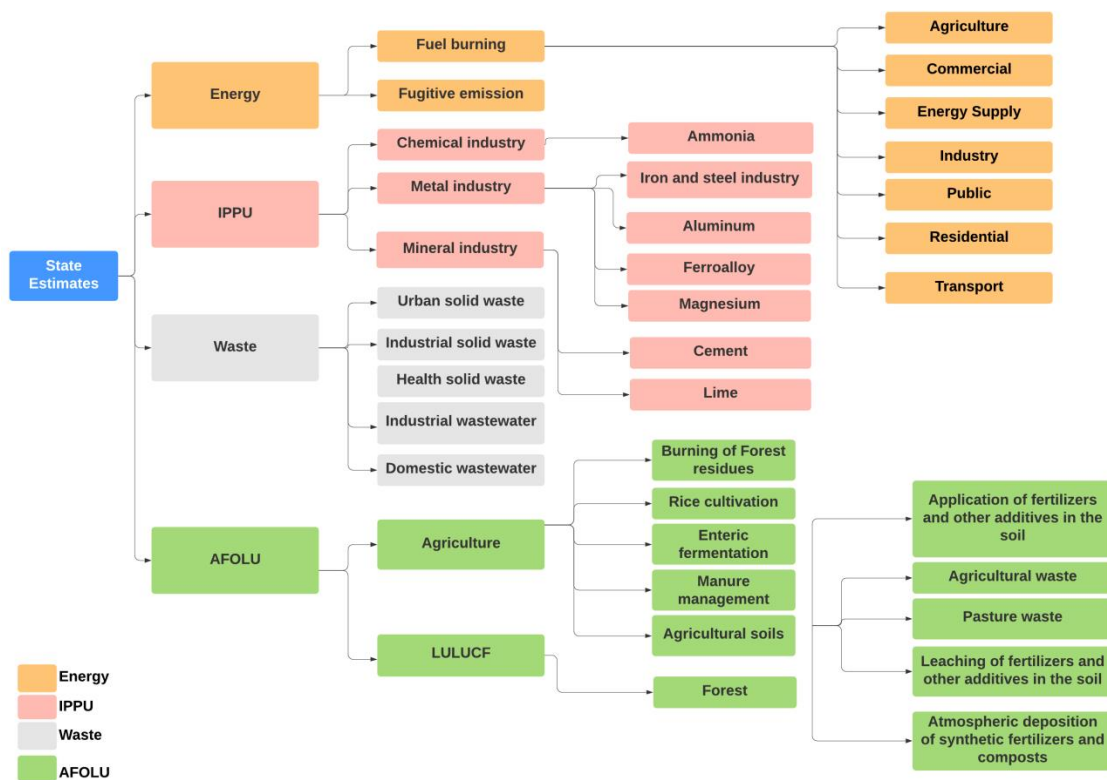 State
Estimates
Energy
IPPU
Waste
AFOLU
Fuel burning
Fugitive emission
Chemical industry
Metal industry
Mineral industry
Urban solid waste
Industrial solid waste
Health solid waste
Industrial wastewater
Domestic wastewater
Agriculture
LULUCF
Ammonia
Iron and steel industry
Aluminum
Ferroalloy
Magnesium
Cement
Lime
Burning of Forest
residues
Rice cultivation
Enteric
fermentation
Manure
management
Agricultural soils
Forest
Agriculture
Commercial
Energy Supply
Industry
Public
Residential
Transport
Application of fertilizers
and other additives in the
soil
Agricultural waste
Pasture waste
Leaching of fertilizers and
other additives in the soil
Atmospheric deposition
of synthetic fertilizers and
composts
Energy
IPPU
Waste
AFOLU